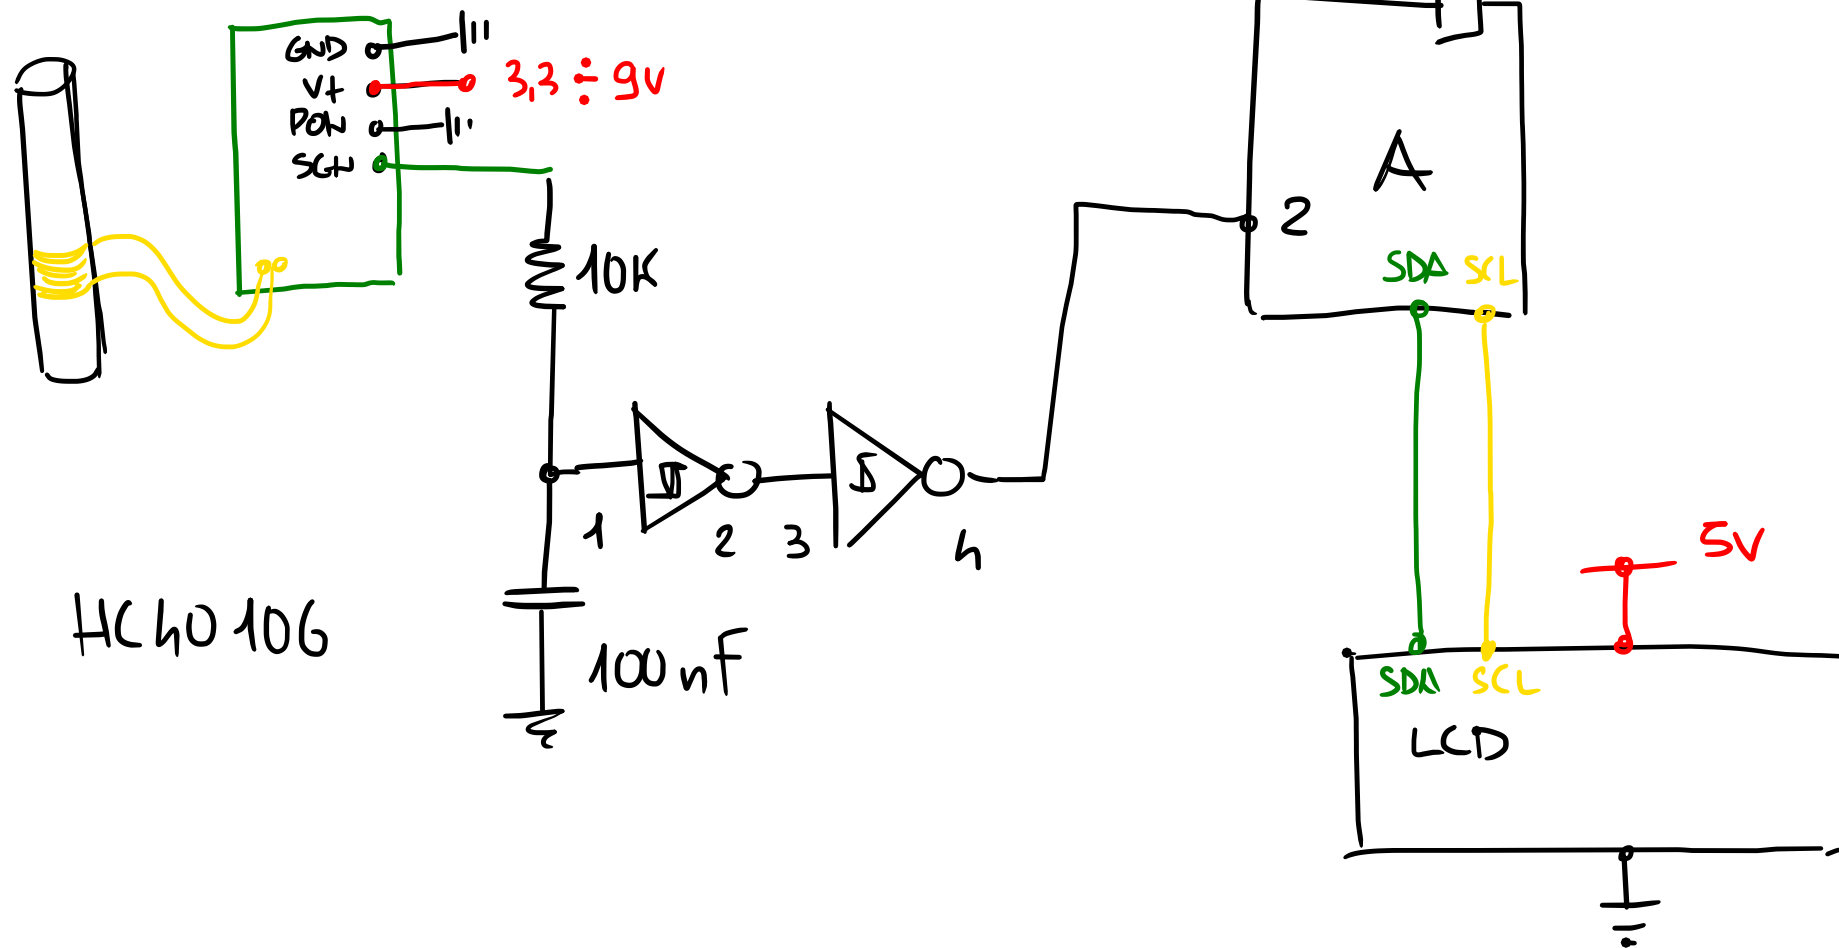 GND
V+
3,3 ÷ 9V
PON
SGN
10K
A
2
SDA SCL
1 2 3 4
5V
HC40106
100nF
SDA SCL
LCD